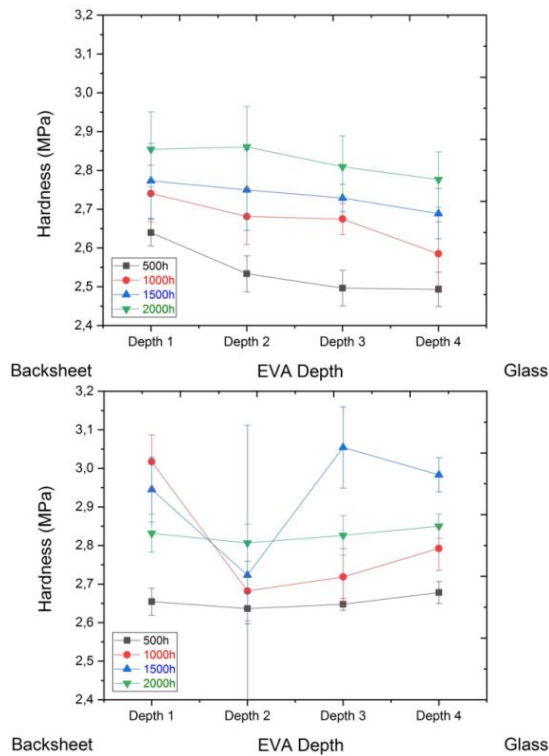 3,2
3,1
3,0
2,9
2,8
2,7
2,6
2,5
2,4
Hardness (MPa)
500h
1000h
1500h
2000h
Depth 1 Depth 2 Depth 3 Depth 4
Backsheet EVA Depth Glass
3,2
3,1
3,0
2,9
2,8
2,7
2,6
2,5
2,4
Hardness (MPa)
500h
1000h
1500h
2000h
Depth 1 Depth 2 Depth 3 Depth 4
Backsheet EVA Depth Glass